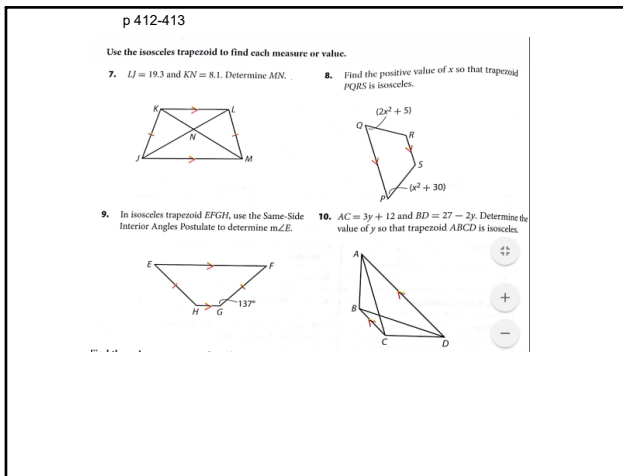 p 412-413
Use the isosceles trapezoid to find each measure or value.
7. LJ = 19.3 and KN = 8.1. Determine MN.
K
L
N
J
M
8. Find the positive value of x so that trapezoid
PQRS is isosceles.
(2x² + 5)
Q
R
S
P
(x² + 30)
9. In isosceles trapezoid EFGH, use the Same-Side
Interior Angles Postulate to determine m∠E.
E
F
H
G
137°
10. AC = 3y + 12 and BD = 27 – 2y. Determine the
value of y so that trapezoid ABCD is isosceles.
A
B
C
D
+
−